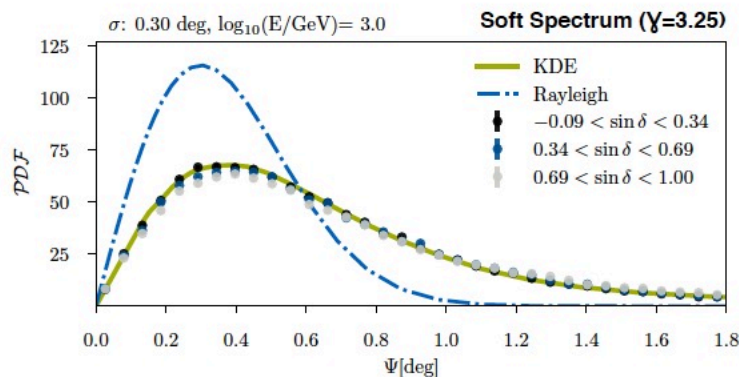 σ: 0.30 deg, log₁₀(E/GeV)= 3.0
Soft Spectrum (γ=3.25)
125
100
75
50
25
PDF
KDE
Rayleigh
−0.09 < sin δ < 0.34
0.34 < sin δ < 0.69
0.69 < sin δ < 1.00
0.0 0.2 0.4 0.6 0.8 1.0 1.2 1.4 1.6 1.8
Ψ[deg]